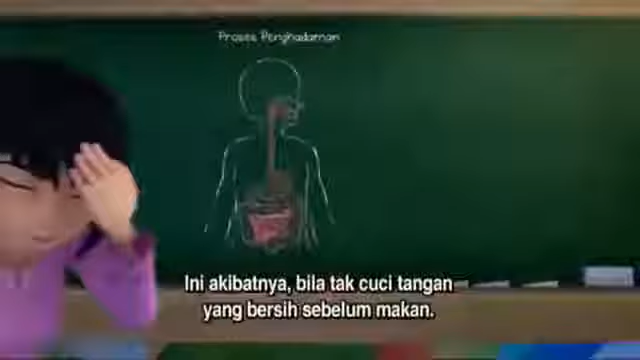 Proses Penghadaman
Ini akibatnya, bila tak cuci tangan
yang bersih sebelum makan.